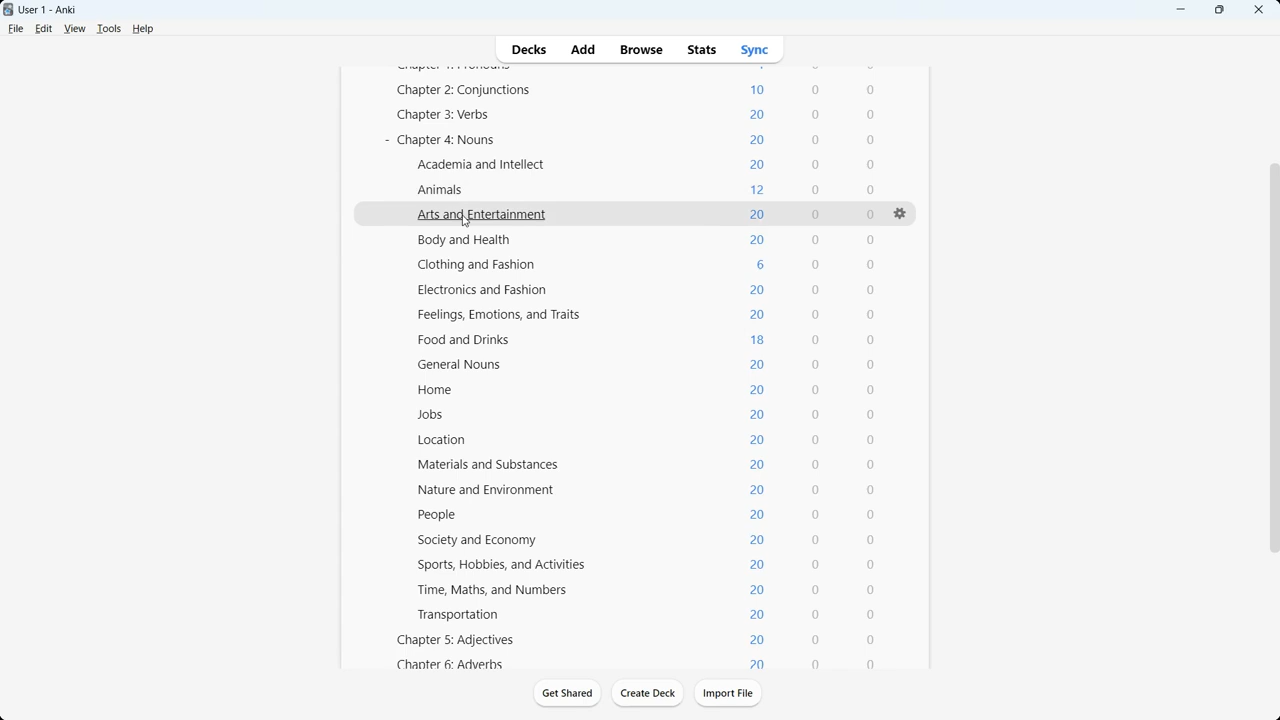 User 1 - Anki
File Edit View Tools Help
Decks Add Browse Stats Sync
Chapter 2: Conjunctions 10 0 0
Chapter 3: Verbs 20 0 0
- Chapter 4: Nouns 20 0 0
Academia and Intellect 20 0 0
Animals 12 0 0
Arts and Entertainment 20 0 0
Body and Health 20 0 0
Clothing and Fashion 6 0 0
Electronics and Fashion 20 0 0
Feelings, Emotions, and Traits 20 0 0
Food and Drinks 18 0 0
General Nouns 20 0 0
Home 20 0 0
Jobs 20 0 0
Location 20 0 0
Materials and Substances 20 0 0
Nature and Environment 20 0 0
People 20 0 0
Society and Economy 20 0 0
Sports, Hobbies, and Activities 20 0 0
Time, Maths, and Numbers 20 0 0
Transportation 20 0 0
Chapter 5: Adjectives 20 0 0
Chapter 6: Adverbs 20 0 0
Get Shared Create Deck Import File